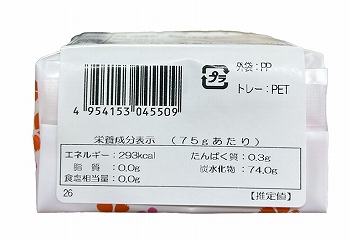 外袋:PP
プラ
トレー:PET
4 954153 045509
栄養成分表示 (75gあたり)
エネルギー:293kcal たんぱく質:0.3g
脂質:0.0g 炭水化物:74.0g
食塩相当量:0.0g
26 【推定値】